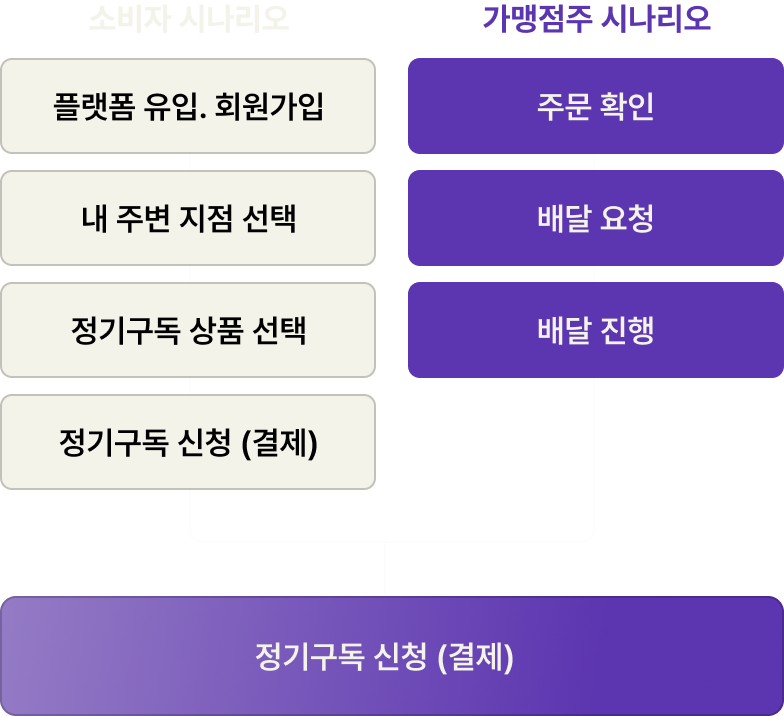 소비자 시나리오
플랫폼 유입. 회원가입
내 주변 지점 선택
정기구독 상품 선택
정기구독 신청 (결제)
가맹점주 시나리오
주문 확인
배달 요청
배달 진행
정기구독 신청 (결제)